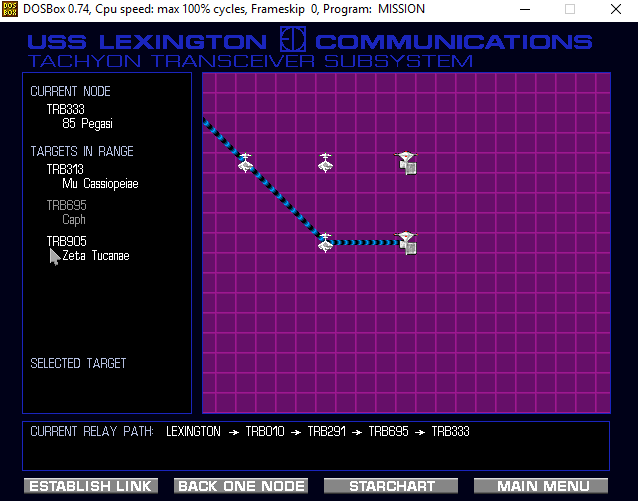 DOS BOX DOSBox 0.74, Cpu speed: max 100% cycles, Frameskip 0, Program: MISSION
USS LEXINGTON COMMUNICATIONS
TACHYON TRANSCEIVER SUBSYSTEM
CURRENT NODE
TRB333
85 Pegasi
TARGETS IN RANGE
TRB313
Mu Cassiopeiae
TRB695
Caph
TRB905
Zeta Tucanae
SELECTED TARGET
CURRENT RELAY PATH: LEXINGTON → TRB010 → TRB291 → TRB695 → TRB333
ESTABLISH LINK BACK ONE NODE STARCHART MAIN MENU